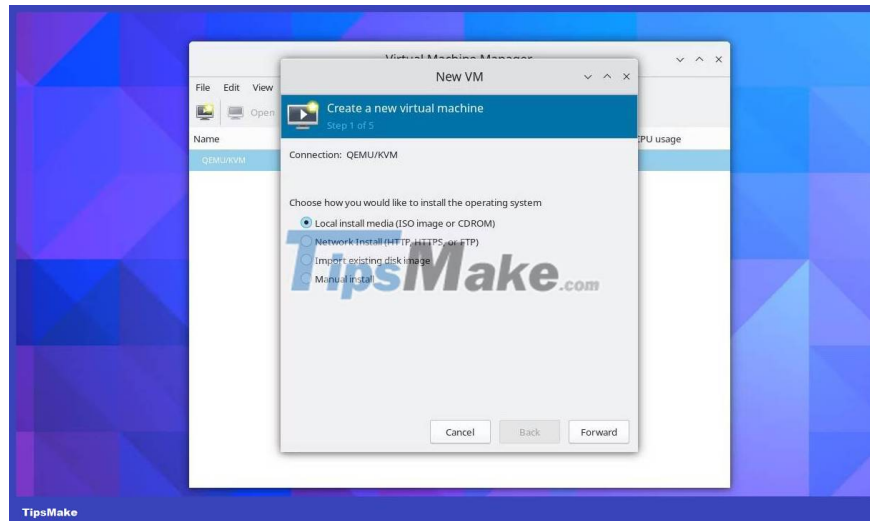 Virtual Machine Manager
New VM
File Edit View
Create a new virtual machine
Open
Step 1 of 5
Name
CPU usage
Connection: QEMU/KVM
QEMU/KVM
Choose how you would like to install the operating system
Local install media (ISO image or CDROM)
Network Install (HTTP, HTTPS, or FTP)
Import existing disk image
Manual install
TipsMake.com
Cancel Back Forward
TipsMake